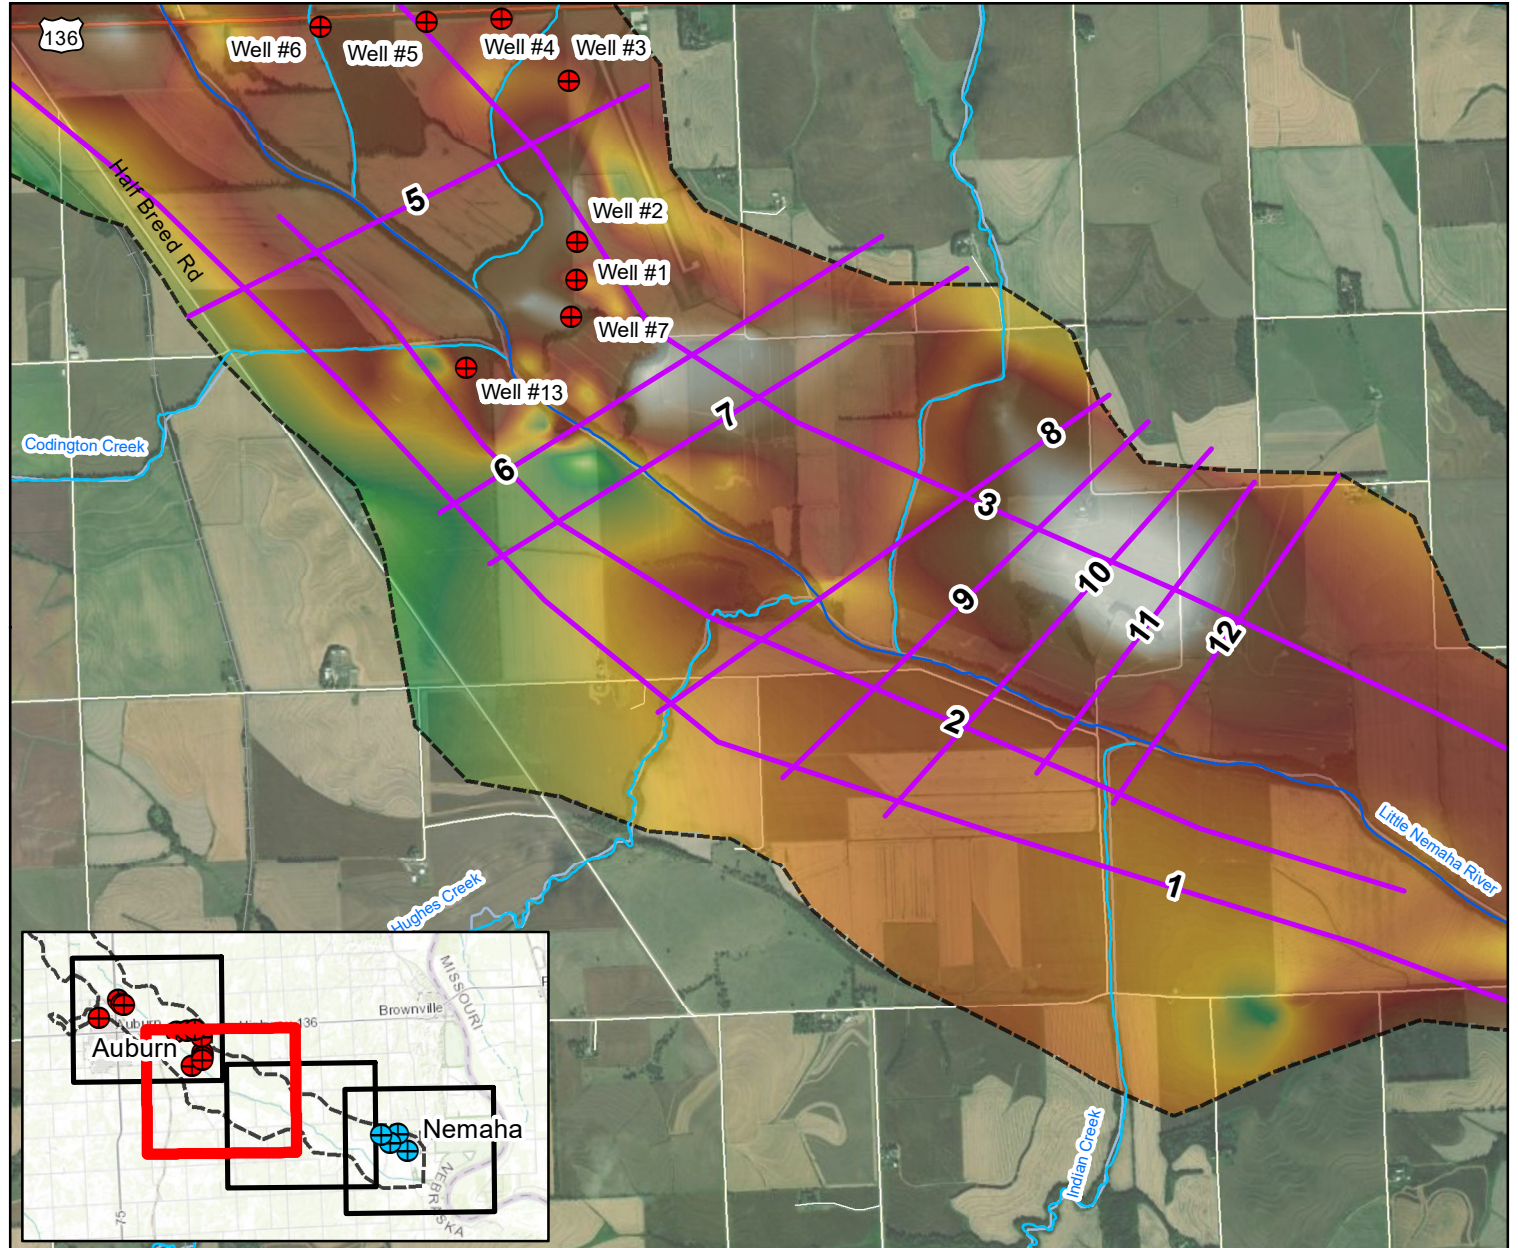 136
Well #6
Well #5
Well #4
Well #3
Half Breed Rd
5
Well #2
Well #1
Well #7
Well #13
7
8
Codington Creek
6
3
10
9
11
12
2
Little Nemaha River
1
Hughes Creek
MISSOURI
Brownville
Auburn
136
Auburn
Nemaha
NEBRASKA
75
Indian Creek